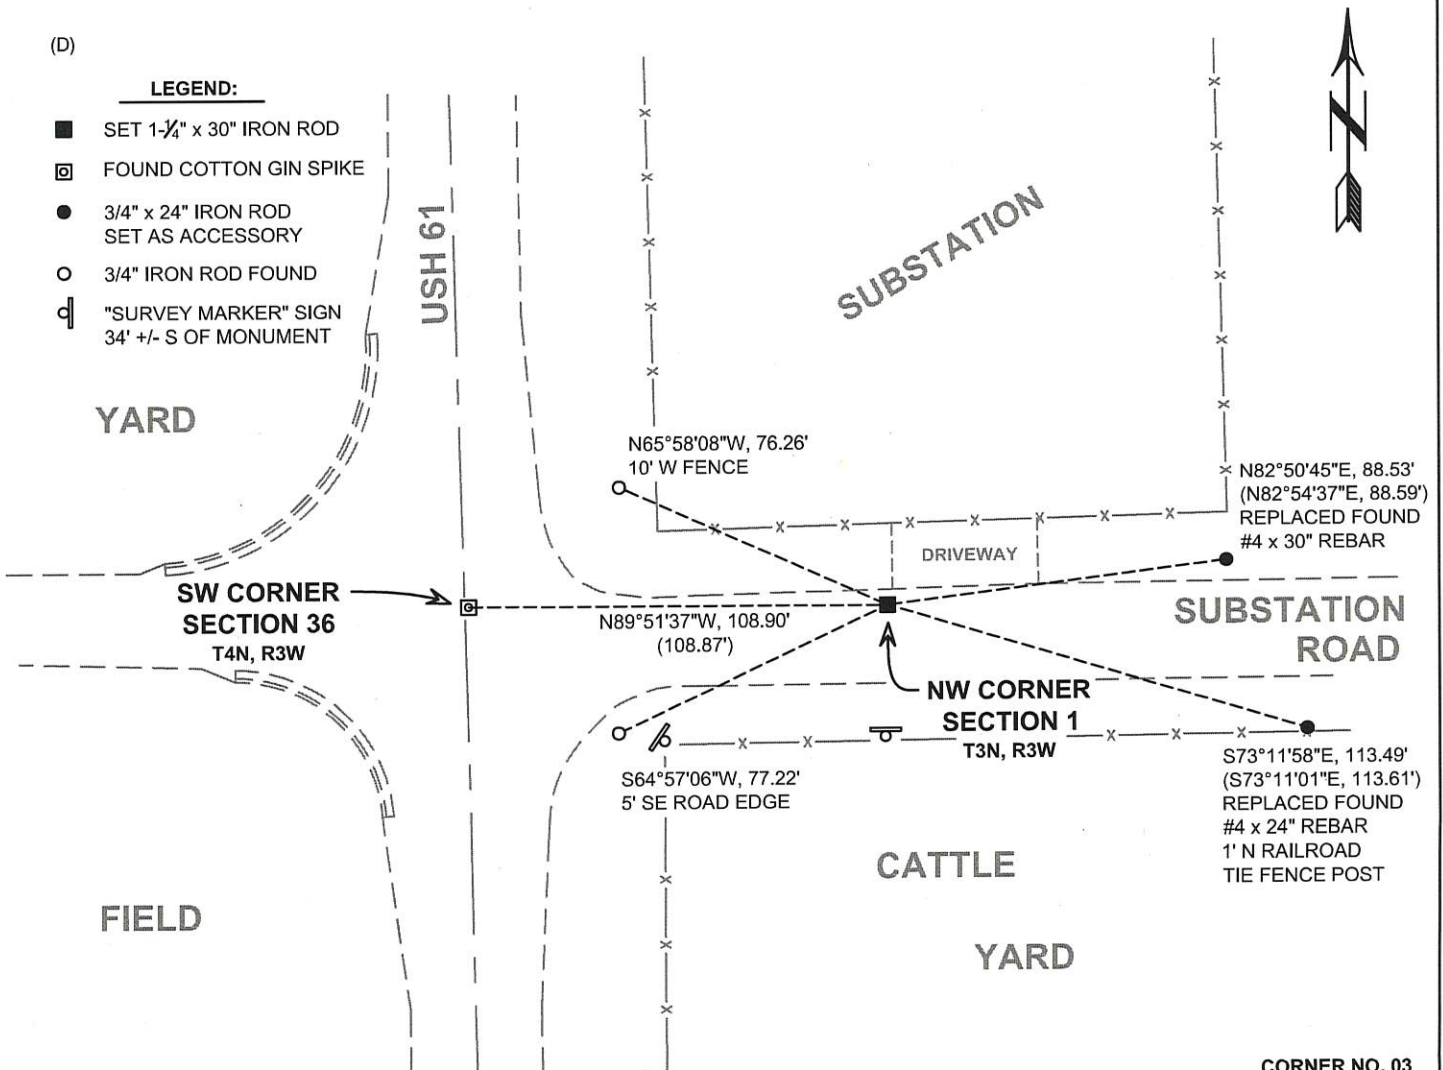 (D)
LEGEND:
SET 1-¼" x 30" IRON ROD
FOUND COTTON GIN SPIKE
3/4" x 24" IRON ROD
SET AS ACCESSORY
3/4" IRON ROD FOUND
"SURVEY MARKER" SIGN
34' +/- S OF MONUMENT
N
USH 61
SUBSTATION
YARD
N65°58'08"W, 76.26'
10' W FENCE
N82°50'45"E, 88.53'
(N82°54'37"E, 88.59')
REPLACED FOUND
#4 x 30" REBAR
DRIVEWAY
SW CORNER
SECTION 36
T4N, R3W
N89°51'37"W, 108.90'
(108.87')
SUBSTATION
ROAD
NW CORNER
SECTION 1
T3N, R3W
S64°57'06"W, 77.22'
5' SE ROAD EDGE
S73°11'58"E, 113.49'
(S73°11'01"E, 113.61')
REPLACED FOUND
#4 x 24" REBAR
1' N RAILROAD
TIE FENCE POST
CATTLE
YARD
FIELD
CORNER NO. 03